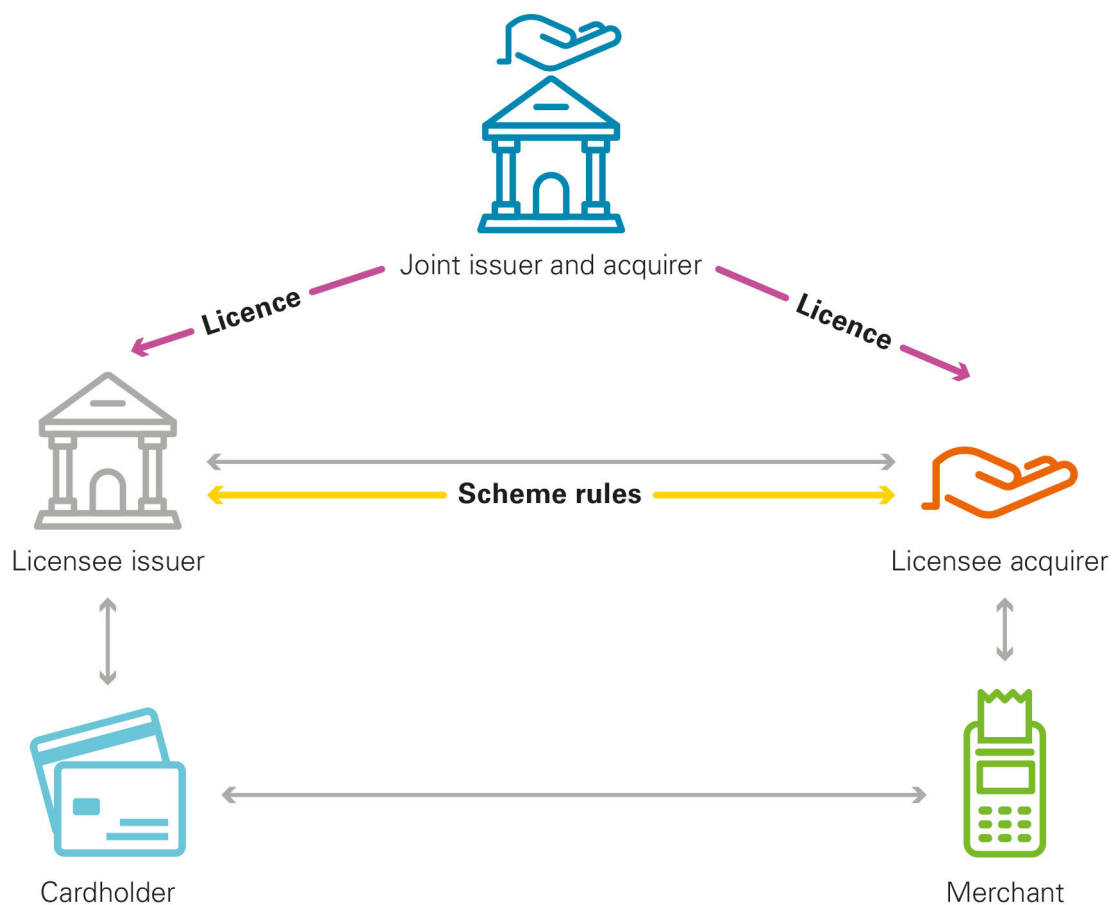 Joint issuer and acquirer
Licence
Licence
Scheme rules
Licensee issuer
Licensee acquirer
Cardholder
Merchant